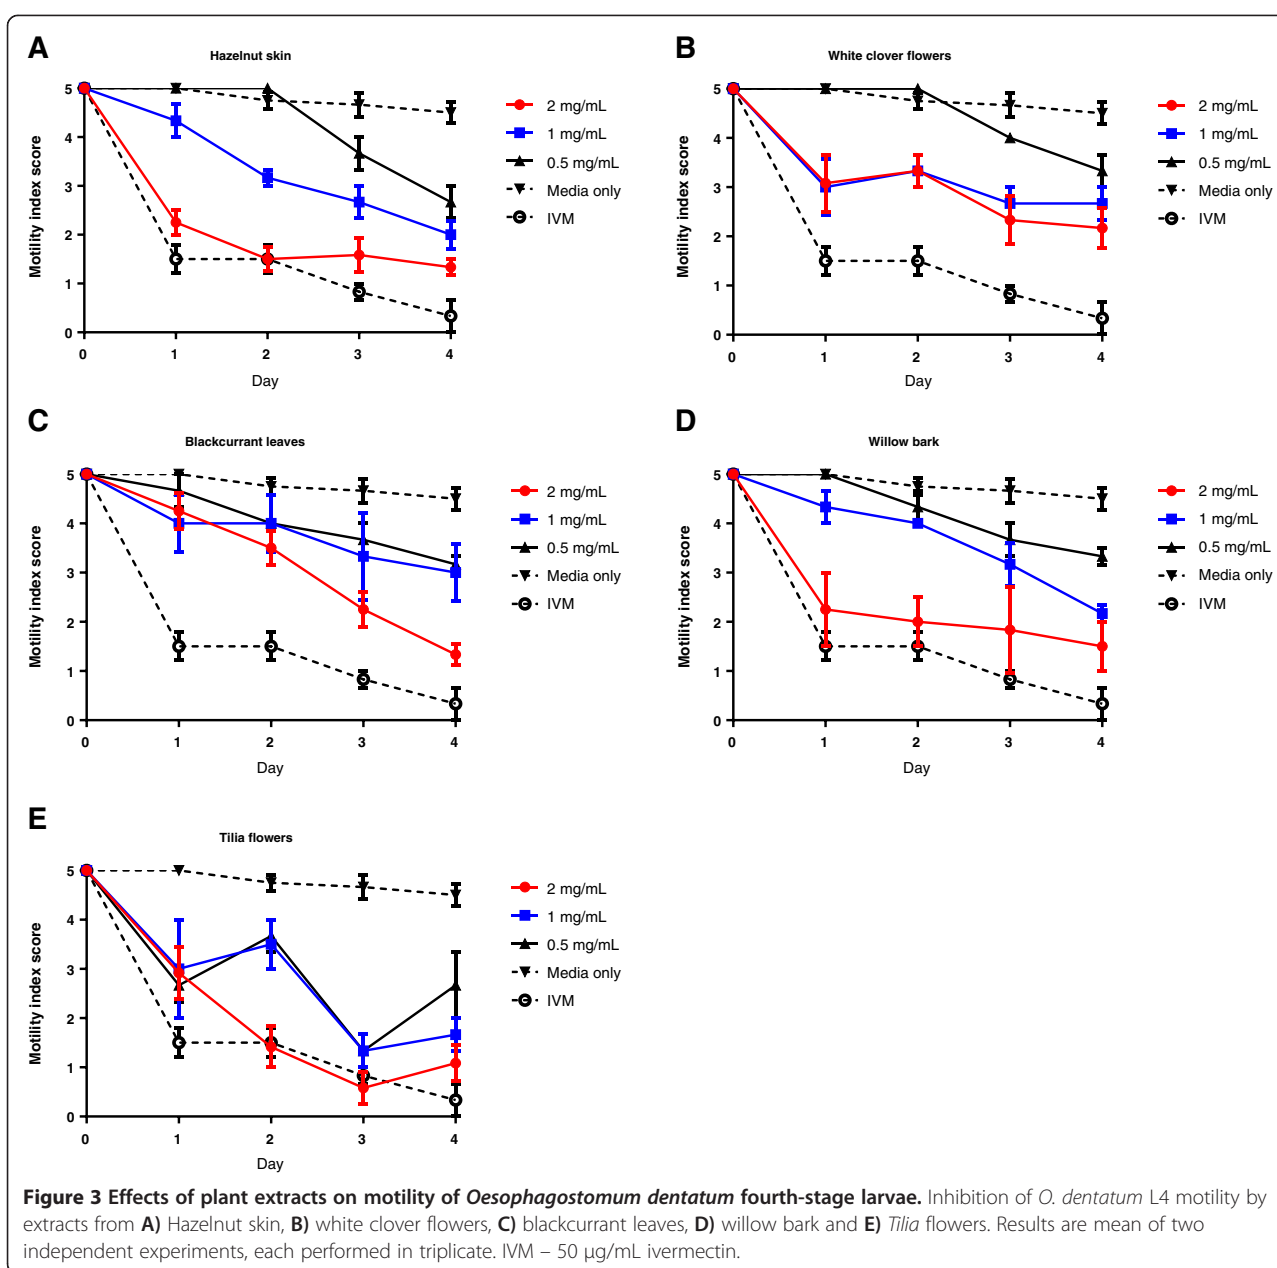 A
Hazelnut skin
Motility index score
5
4
3
2
1
0
0 1 2 3 4
Day
2 mg/mL
1 mg/mL
0.5 mg/mL
Media only
IVM
B
White clover flowers
Motility index score
5
4
3
2
1
0
0 1 2 3 4
Day
2 mg/mL
1 mg/mL
0.5 mg/mL
Media only
IVM
C
Blackcurrant leaves
Motility index score
5
4
3
2
1
0
0 1 2 3 4
Day
2 mg/mL
1 mg/mL
0.5 mg/mL
Media only
IVM
D
Willow bark
Motility index score
5
4
3
2
1
0
0 1 2 3 4
Day
2 mg/mL
1 mg/mL
0.5 mg/mL
Media only
IVM
E
Tilia flowers
Motility index score
5
4
3
2
1
0
0 1 2 3 4
Day
2 mg/mL
1 mg/mL
0.5 mg/mL
Media only
IVM
Figure 3 Effects of plant extracts on motility of Oesophagostomum dentatum fourth-stage larvae. Inhibition of O. dentatum L4 motility by
extracts from A) Hazelnut skin, B) white clover flowers, C) blackcurrant leaves, D) willow bark and E) Tilia flowers. Results are mean of two
independent experiments, each performed in triplicate. IVM – 50 μg/mL ivermectin.